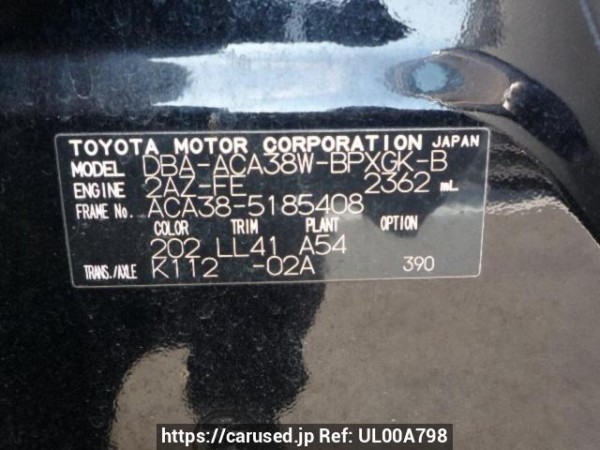 TOYOTA MOTOR CORPORATION JAPAN
MODEL DBA-ACA38W-BPXGK-B
ENGINE 2AZ-FE 2362 mL
FRAME No. ACA38-5185408
COLOR TRIM PLANT OPTION
202 LL41 A54
TRANS./AXLE K112 -02A 390
https://carused.jp Ref: UL00A798